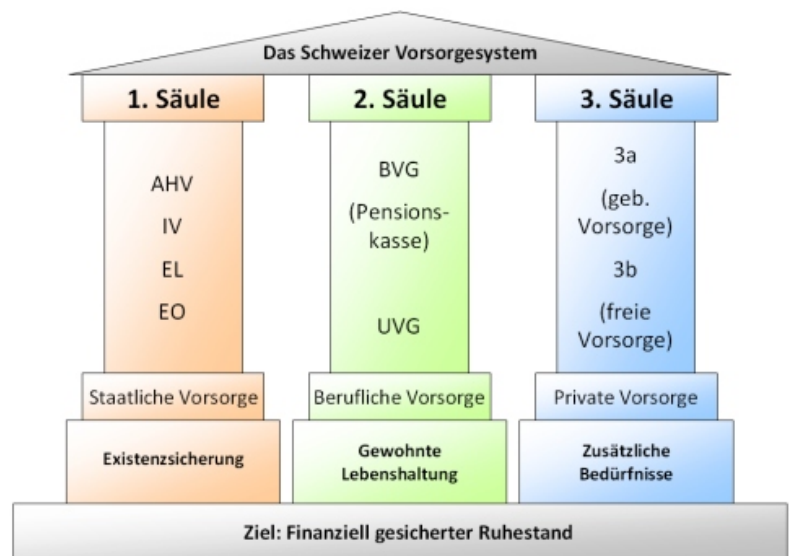 Das Schweizer Vorsorgesystem
1. Säule
AHV
IV
EL
EO
Staatliche Vorsorge
Existenzsicherung
2. Säule
BVG
(Pensions-
kasse)
UVG
Berufliche Vorsorge
Gewohnte
Lebenshaltung
3. Säule
3a
(geb.
Vorsorge)
3b
(freie
Vorsorge)
Private Vorsorge
Zusätzliche
Bedürfnisse
Ziel: Finanziell gesicherter Ruhestand